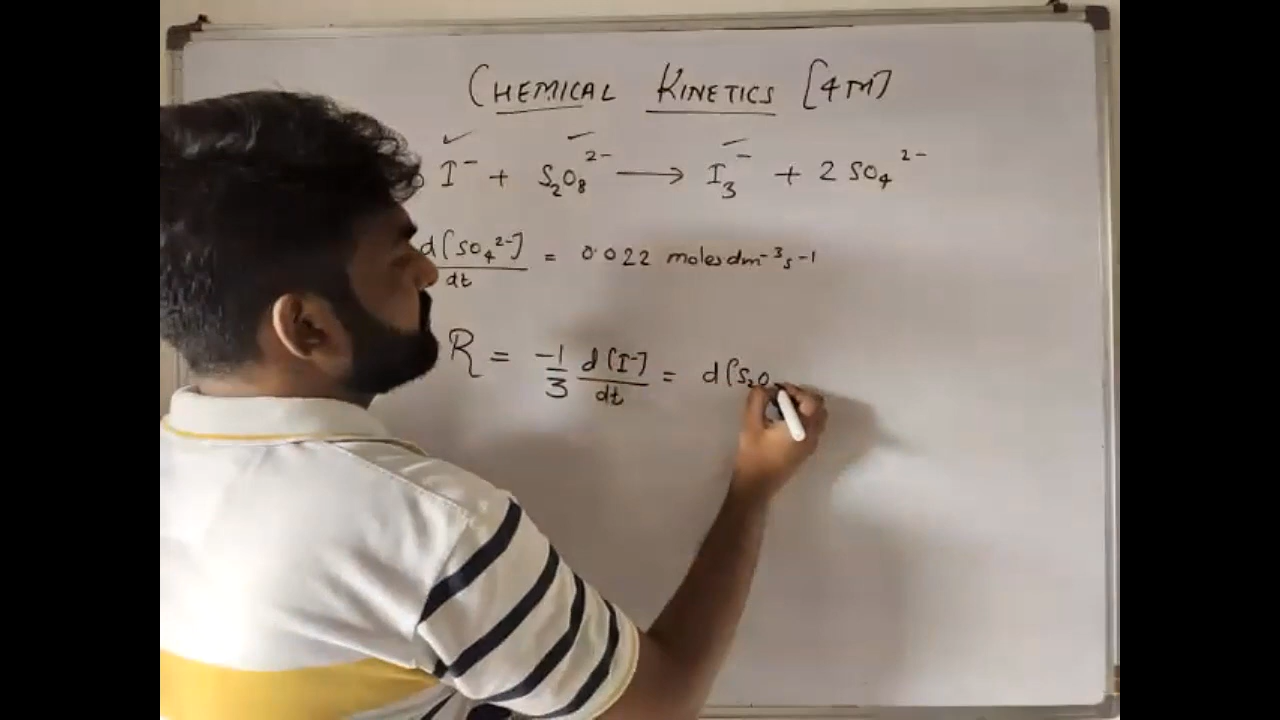 CHEMICAL KINETICS [4M]
I⁻ + S₂O₈²⁻ ⟶ I₃⁻ + 2 SO₄²⁻
d[SO₄²⁻]/dt = 0.022 moles dm⁻³ s⁻¹
R = -1/3 d[I⁻]/dt = d[S₂O